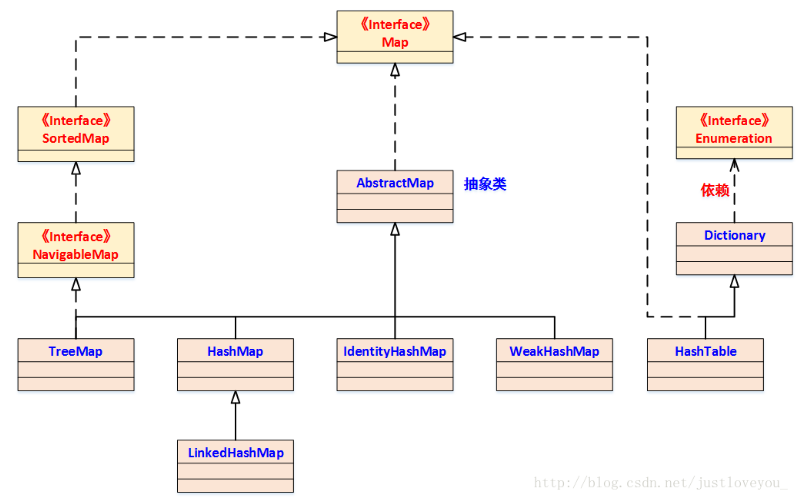 《Interface》
Map
《Interface》
SortedMap
《Interface》
Enumeration
AbstractMap
抽象类
依赖
《Interface》
NavigableMap
Dictionary
TreeMap
HashMap
IdentityHashMap
WeakHashMap
HashTable
LinkedHashMap
http://blog.csdn.net/justloveyou_